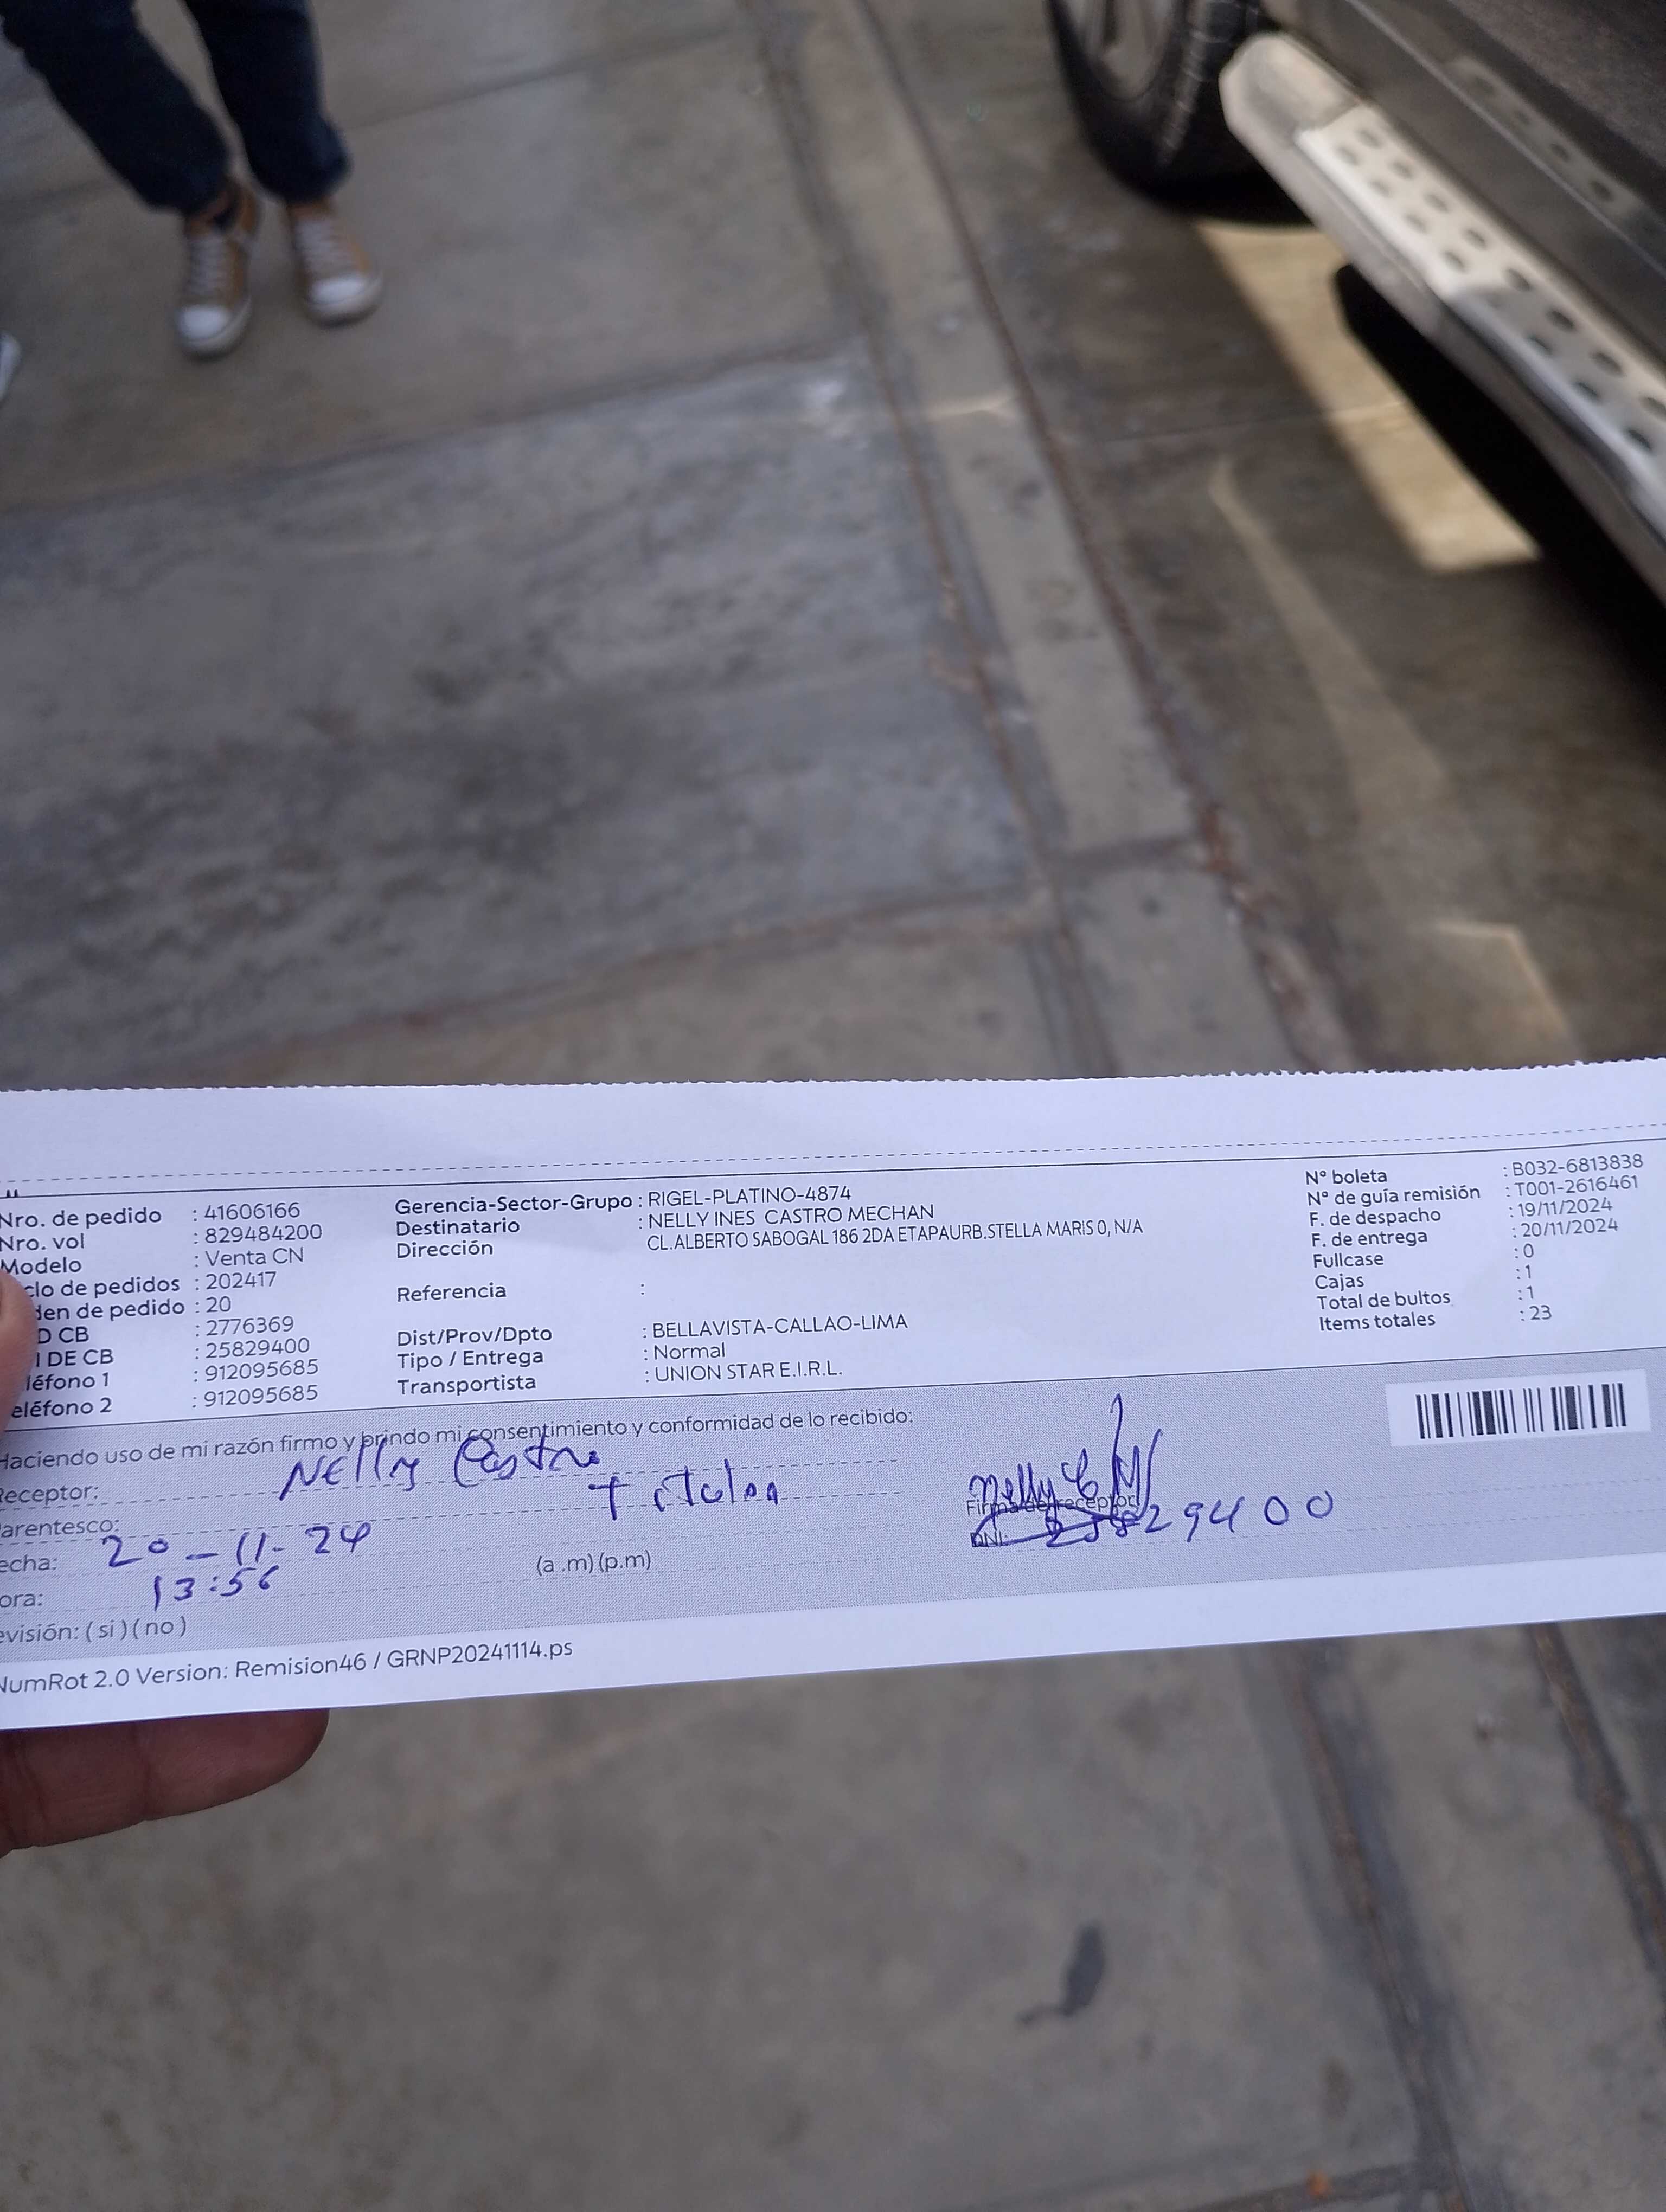 Nro. de pedido : 41606166
Nro. vol : 829484200
Modelo : Venta CN
clo de pedidos : 202417
den de pedido : 20
D CB : 2776369
I DE CB : 25829400
léfono 1 : 912095685
eléfono 2 : 912095685
Gerencia-Sector-Grupo : RIGEL-PLATINO-4874
Destinatario : NELLY INES CASTRO MECHAN
Dirección CL.ALBERTO SABOGAL 186 2DA ETAPAURB.STELLA MARIS 0, N/A
Referencia :
Dist/Prov/Dpto : BELLAVISTA-CALLAO-LIMA
Tipo / Entrega : Normal
Transportista : UNION STAR E.I.R.L.
N° boleta : B032-6813838
N° de guía remisión : T001-2616461
F. de despacho : 19/11/2024
F. de entrega : 20/11/2024
Fullcase : 0
Cajas : 1
Total de bultos : 1
Items totales : 23
Haciendo uso de mi razón firmo y brindo mi consentimiento y conformidad de lo recibido:
Receptor: Nelly Castro
arentesco: Titular
echa: 20-11-24
ora: 13:56 (a .m) (p.m)
evisión: ( si ) ( no )
Nelly C M
Firma de receptor
DNI: 25829400
NumRot 2.0 Version: Remision46 / GRNP20241114.ps